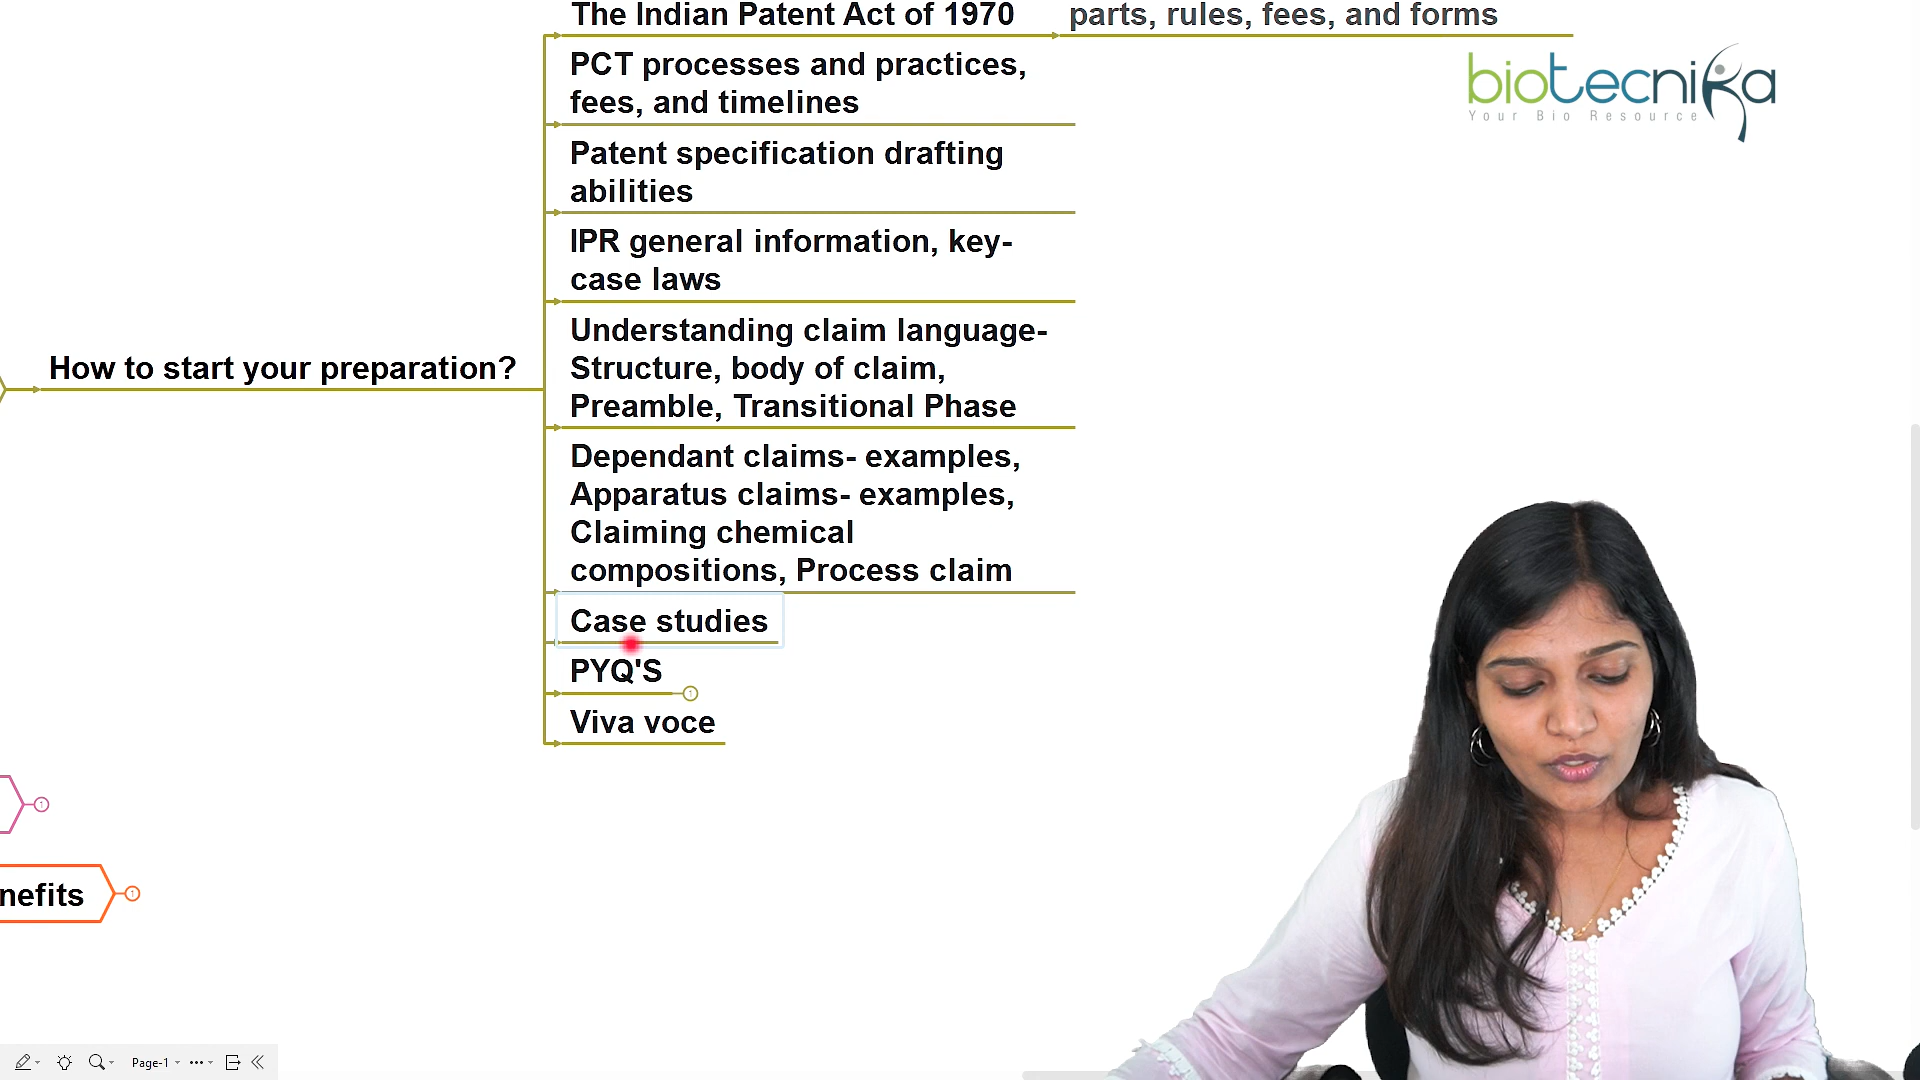 The Indian Patent Act of 1970
parts, rules, fees, and forms
PCT processes and practices,
fees, and timelines
Patent specification drafting
abilities
IPR general information, key-
case laws
How to start your preparation?
Understanding claim language-
Structure, body of claim,
Preamble, Transitional Phase
Dependant claims- examples,
Apparatus claims- examples,
Claiming chemical
compositions, Process claim
Case studies
PYQ'S
1
Viva voce
1
nefits
1
biotecnika
Your Bio Resource
Page-1